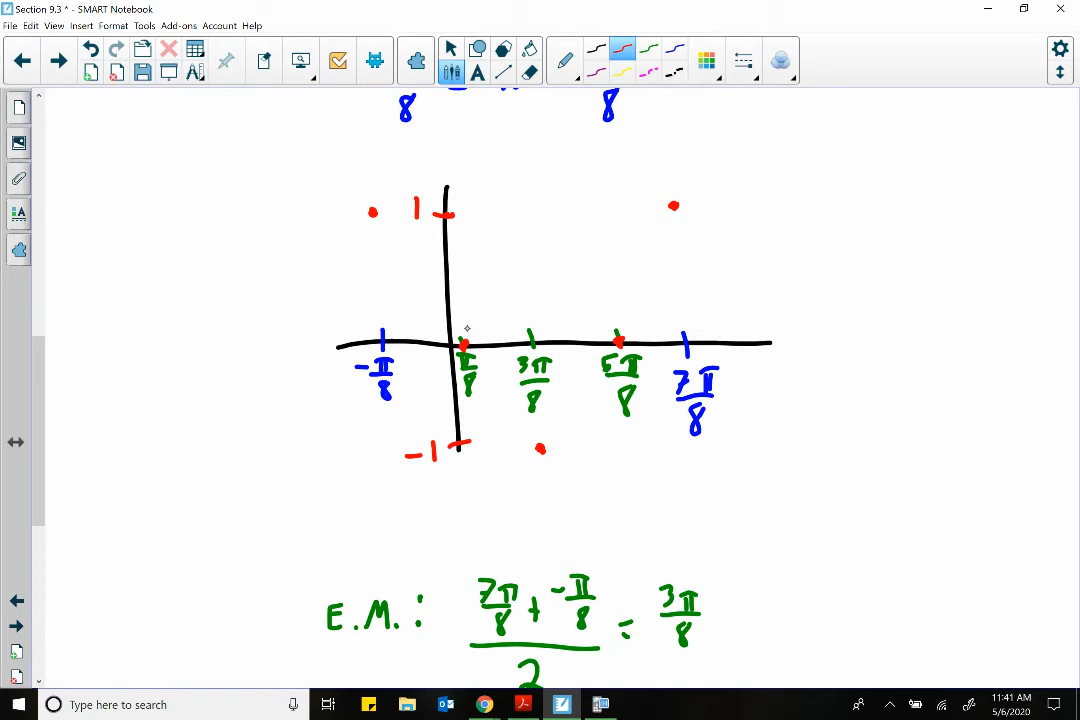 Section 9.3 * - SMART Notebook
File Edit View Insert Format Tools Add-ons Account Help
8 8
1
-π/8 π/8 3π/8 5π/8 7π/8
-1
E.M.: (7π/8 + -π/8)/2 = 3π/8
Type here to search
11:41 AM
5/6/2020